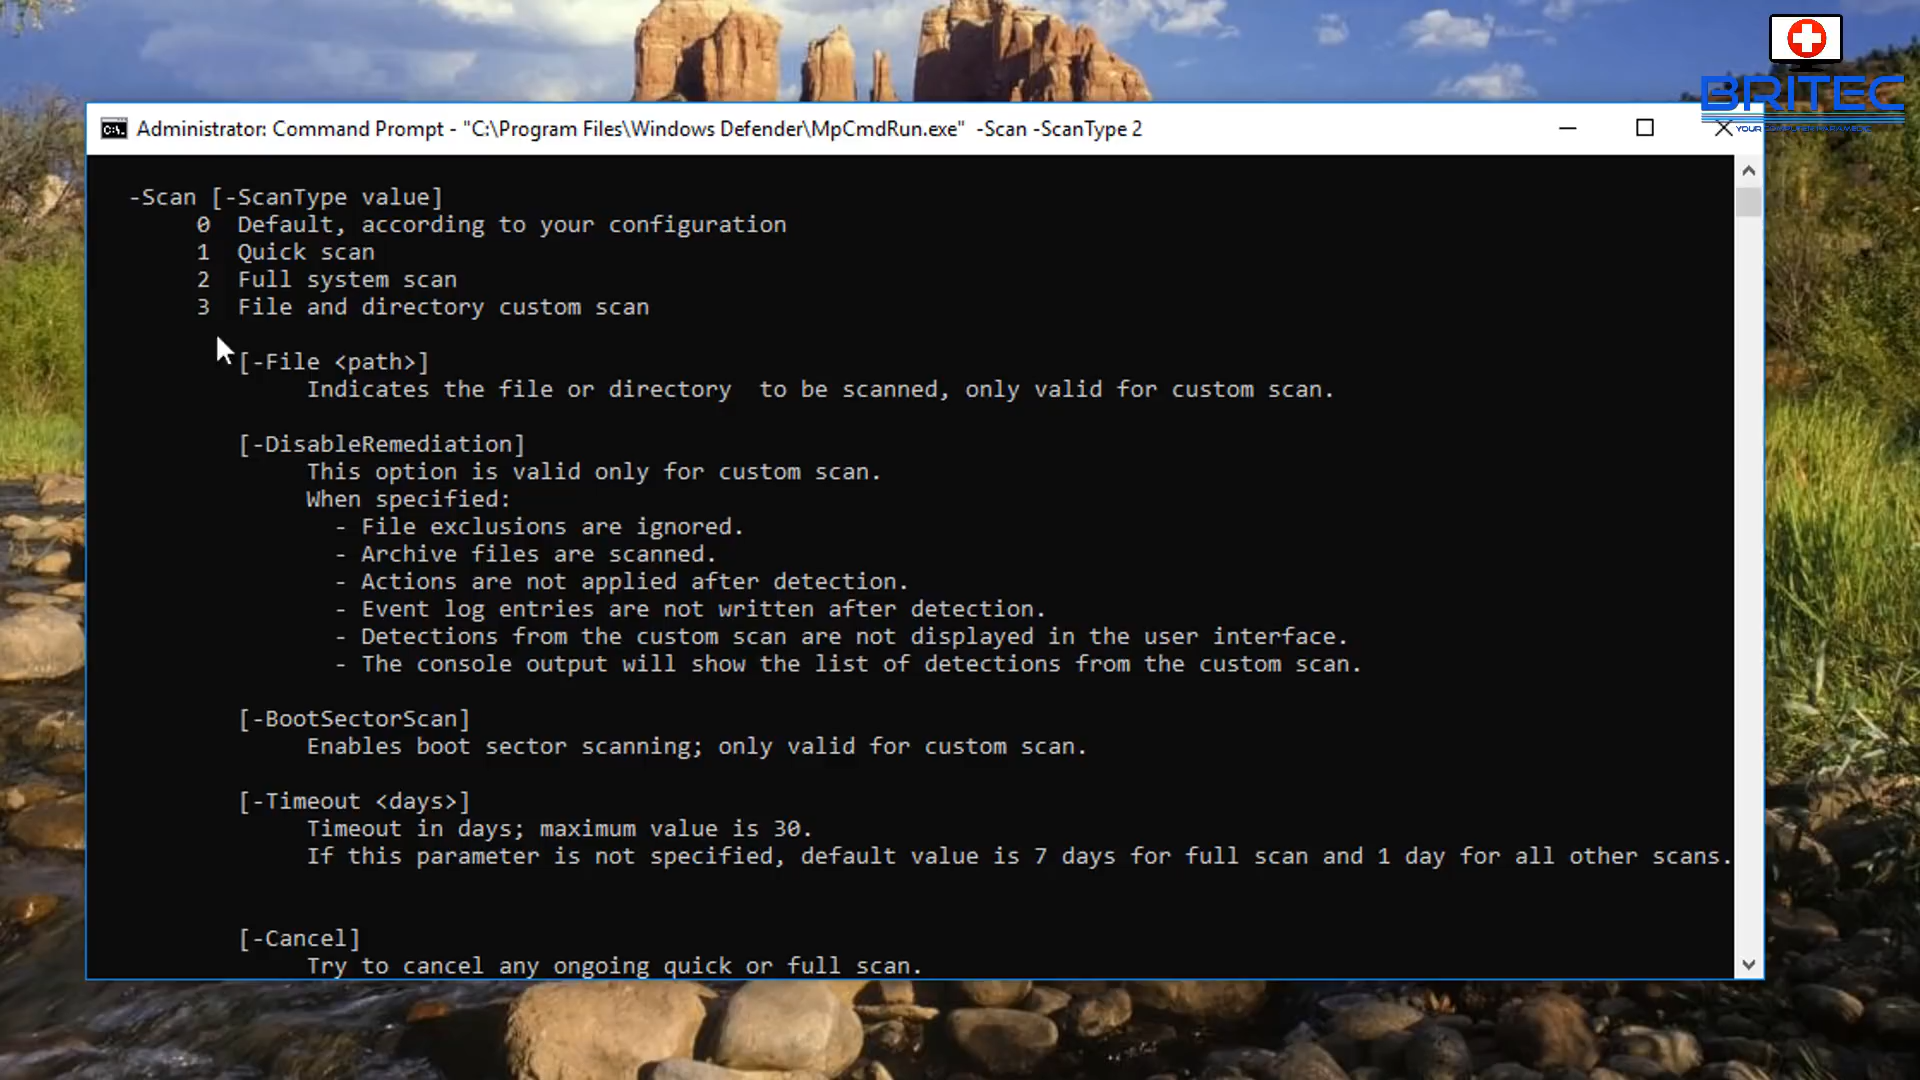 BRITEC
Administrator: Command Prompt - "C:\Program Files\Windows Defender\MpCmdRun.exe"  -Scan -ScanType 2
-Scan [-ScanType value]
0  Default, according to your configuration
1  Quick scan
2  Full system scan
3  File and directory custom scan
[-File <path>]
Indicates the file or directory  to be scanned, only valid for custom scan.
[-DisableRemediation]
This option is valid only for custom scan.
When specified:
- File exclusions are ignored.
- Archive files are scanned.
- Actions are not applied after detection.
- Event log entries are not written after detection.
- Detections from the custom scan are not displayed in the user interface.
- The console output will show the list of detections from the custom scan.
[-BootSectorScan]
Enables boot sector scanning; only valid for custom scan.
[-Timeout <days>]
Timeout in days; maximum value is 30.
If this parameter is not specified, default value is 7 days for full scan and 1 day for all other scans.
[-Cancel]
Try to cancel any ongoing quick or full scan.